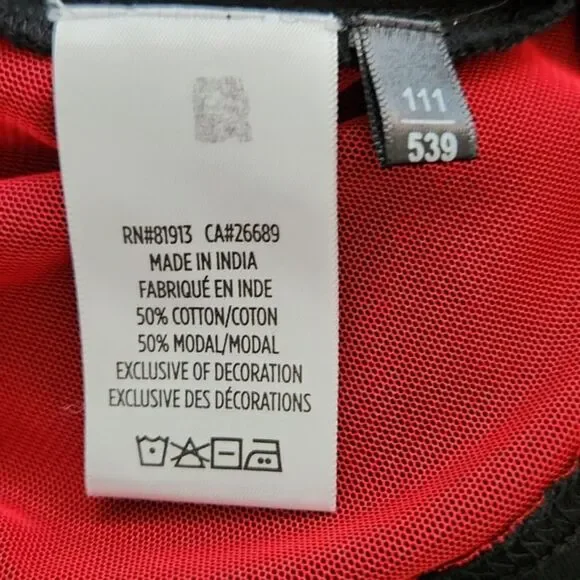 111
539
RN#81913 CA#26689
MADE IN INDIA
FABRIQUÉ EN INDE
50% COTTON/COTON
50% MODAL/MODAL
EXCLUSIVE OF DECORATION
EXCLUSIVE DES DÉCORATIONS